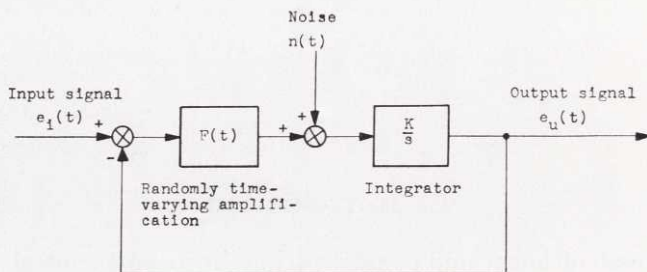 Noise
n(t)
Input signal
e_i(t)
+
-
F(t)
+
+
K/s
Output signal
e_u(t)
Randomly time-
varying amplifi-
cation
Integrator